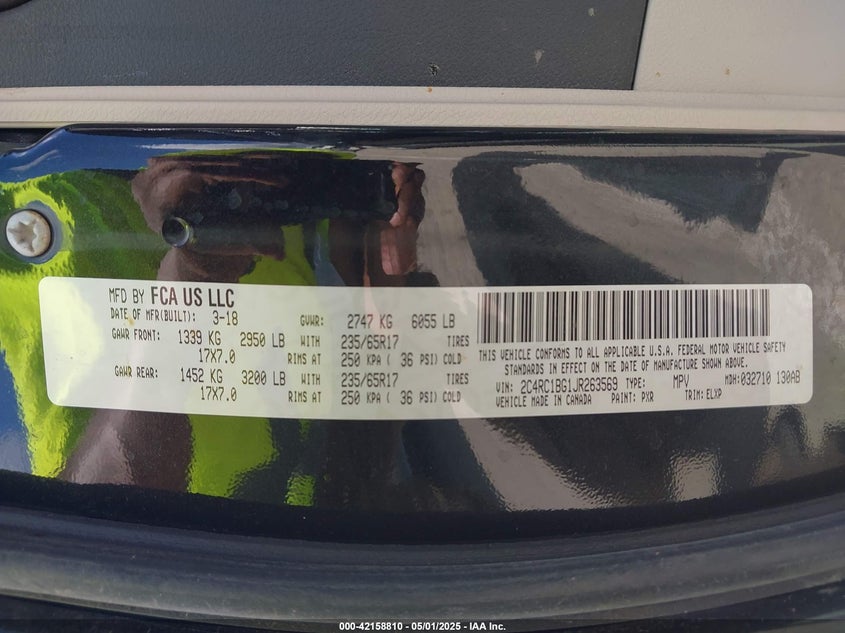 MFD BY FCA US LLC
DATE OF MFR(BUILT): 3-18 GVWR: 2747 KG 6055 LB
GAWR FRONT: 1339 KG 2950 LB WITH 235/65R17 TIRES
17X7.0 RIMS AT 250 KPA ( 36 PSI) COLD
GAWR REAR: 1452 KG 3200 LB WITH 235/65R17 TIRES
17X7.0 RIMS AT 250 KPA ( 36 PSI) COLD
THIS VEHICLE CONFORMS TO ALL APPLICABLE U.S.A. FEDERAL MOTOR VEHICLE SAFETY
STANDARDS IN EFFECT ON THE DATE OF MANUFACTURE SHOWN ABOVE.
VIN: 2C4RC1BG1JR263569 TYPE: MPV MDH:032710 130AB
VEHICLE MADE IN CANADA PAINT: PXR TRIM: ELXP
000-42158810 - 05/01/2025 - IAA Inc.